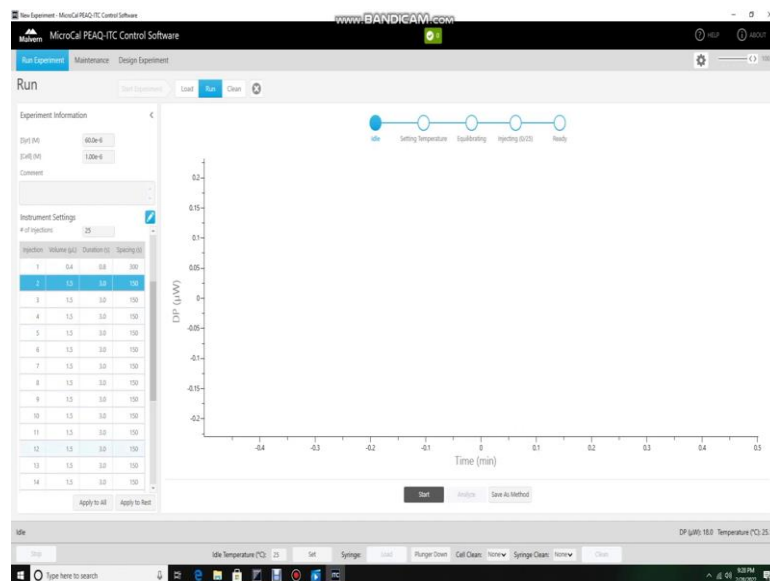 New Experiment - MicroCal PEAQ-ITC Control Software
www.BANDICAM.com
Malvern MicroCal PEAQ-ITC Control Software
0
HELP ABOUT
Run Experiment Maintenance Design Experiment
100
Run
Start Experiment Load Run Clean
Experiment Information
[Syr] (M) 60.0e-6
[Cell] (M) 1.00e-6
Comment
Idle Setting Temperature Equilibrating Injecting (0/25) Ready
Instrument Settings
# of Injections 25
Injection Volume (µL) Duration (s) Spacing (s)
1 0.4 0.8 300
2 1.5 3.0 150
3 1.5 3.0 150
4 1.5 3.0 150
5 1.5 3.0 150
6 1.5 3.0 150
7 1.5 3.0 150
8 1.5 3.0 150
9 1.5 3.0 150
10 1.5 3.0 150
11 1.5 3.0 150
12 1.5 3.0 150
13 1.5 3.0 150
14 1.5 3.0 150
Apply to All Apply to Rest
DP (µW)
0.2
0.15
0.1
0.05
0
-0.05
-0.1
-0.15
-0.2
-0.4 -0.3 -0.2 -0.1 0 0.1 0.2 0.3 0.4 0.5
Time (min)
Start Analyze Save As Method
Idle
DP (µW): 18.0 Temperature (°C): 25.
Stop Idle Temperature (°C): 25 Set Syringe: Load Plunger Down Cell Clean: None Syringe Clean: None Clean
Type here to search
9:20 PM